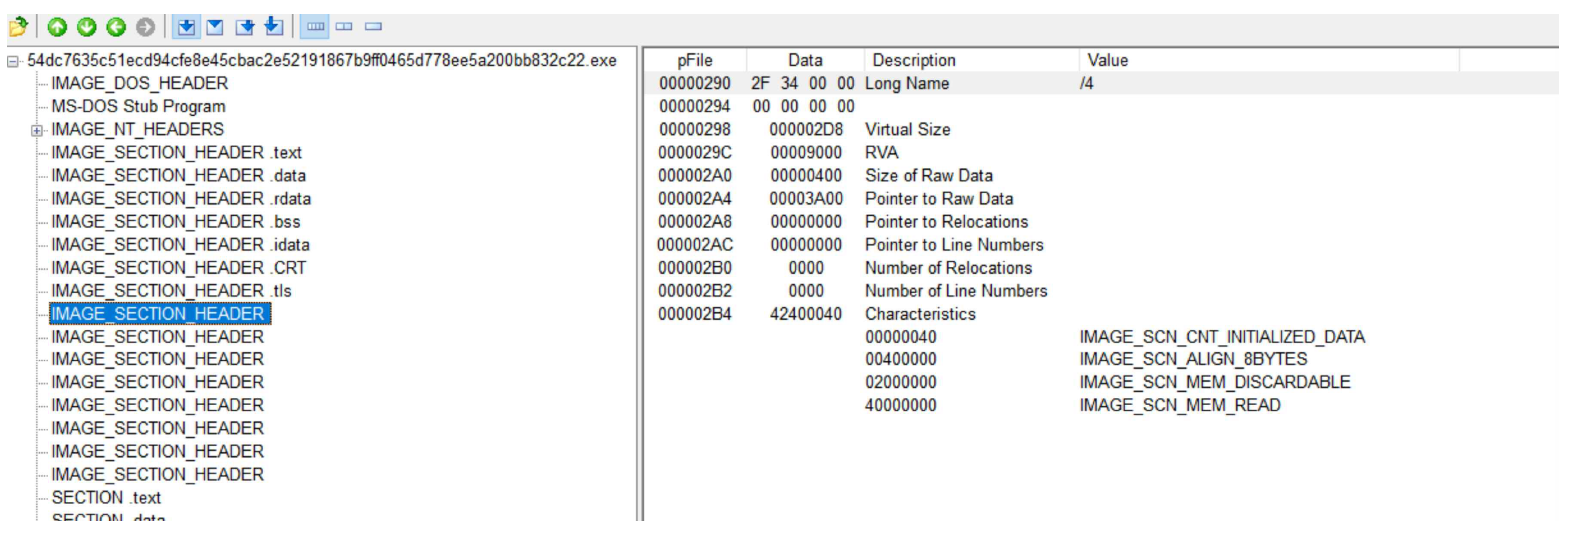 54dc7635c51ecd94cfe8e45cbac2e52191867b9ff0465d778ee5a200bb832c22.exe
IMAGE_DOS_HEADER
MS-DOS Stub Program
IMAGE_NT_HEADERS
IMAGE_SECTION_HEADER .text
IMAGE_SECTION_HEADER .data
IMAGE_SECTION_HEADER .rdata
IMAGE_SECTION_HEADER .bss
IMAGE_SECTION_HEADER .idata
IMAGE_SECTION_HEADER .CRT
IMAGE_SECTION_HEADER .tls
IMAGE_SECTION_HEADER
IMAGE_SECTION_HEADER
IMAGE_SECTION_HEADER
IMAGE_SECTION_HEADER
IMAGE_SECTION_HEADER
IMAGE_SECTION_HEADER
IMAGE_SECTION_HEADER
IMAGE_SECTION_HEADER
SECTION .text
SECTION .data
pFile Data Description Value
00000290 2F 34 00 00 Long Name /4
00000294 00 00 00 00
00000298 000002D8 Virtual Size
0000029C 00009000 RVA
000002A0 00000400 Size of Raw Data
000002A4 00003A00 Pointer to Raw Data
000002A8 00000000 Pointer to Relocations
000002AC 00000000 Pointer to Line Numbers
000002B0 0000 Number of Relocations
000002B2 0000 Number of Line Numbers
000002B4 42400040 Characteristics
00000040 IMAGE_SCN_CNT_INITIALIZED_DATA
00400000 IMAGE_SCN_ALIGN_8BYTES
02000000 IMAGE_SCN_MEM_DISCARDABLE
40000000 IMAGE_SCN_MEM_READ